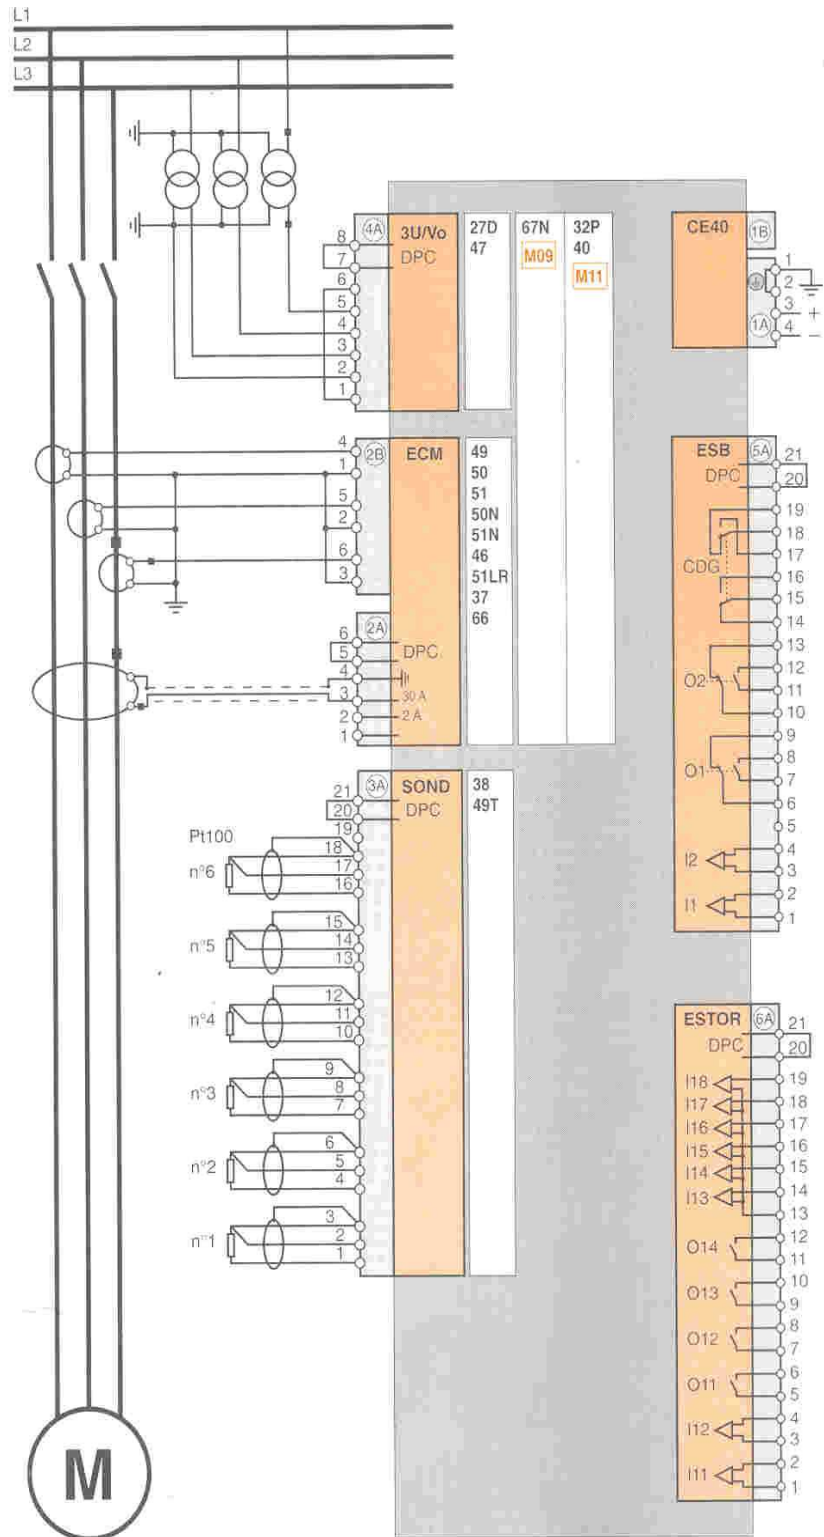 L1
L2
L3
4A
3U/Vo
DPC
8
7
6
5
4
3
2
1
27D
47
67N
M09
32P
40
M11
CE40
1B
1A
1
2
3 +
4 −
2B
ECM
4
1
5
2
6
3
49
50
51
50N
51N
46
51LR
37
66
2A
DPC
6
5
4
3
2
1
30 A
2 A
ESB
5A
DPC
21
20
19
18
17
16
15
14
13
12
11
10
9
8
7
6
5
4
3
2
1
CDG
O2
O1
I2
I1
3A
SOND
DPC
38
49T
21
20
19
18
17
16
15
14
13
12
11
10
9
8
7
6
5
4
3
2
1
Pt100
n°6
n°5
n°4
n°3
n°2
n°1
ESTOR
6A
DPC
21
20
19
18
17
16
15
14
13
12
11
10
9
8
7
6
5
4
3
2
1
I18
I17
I16
I15
I14
I13
O14
O13
O12
O11
I12
I11
M